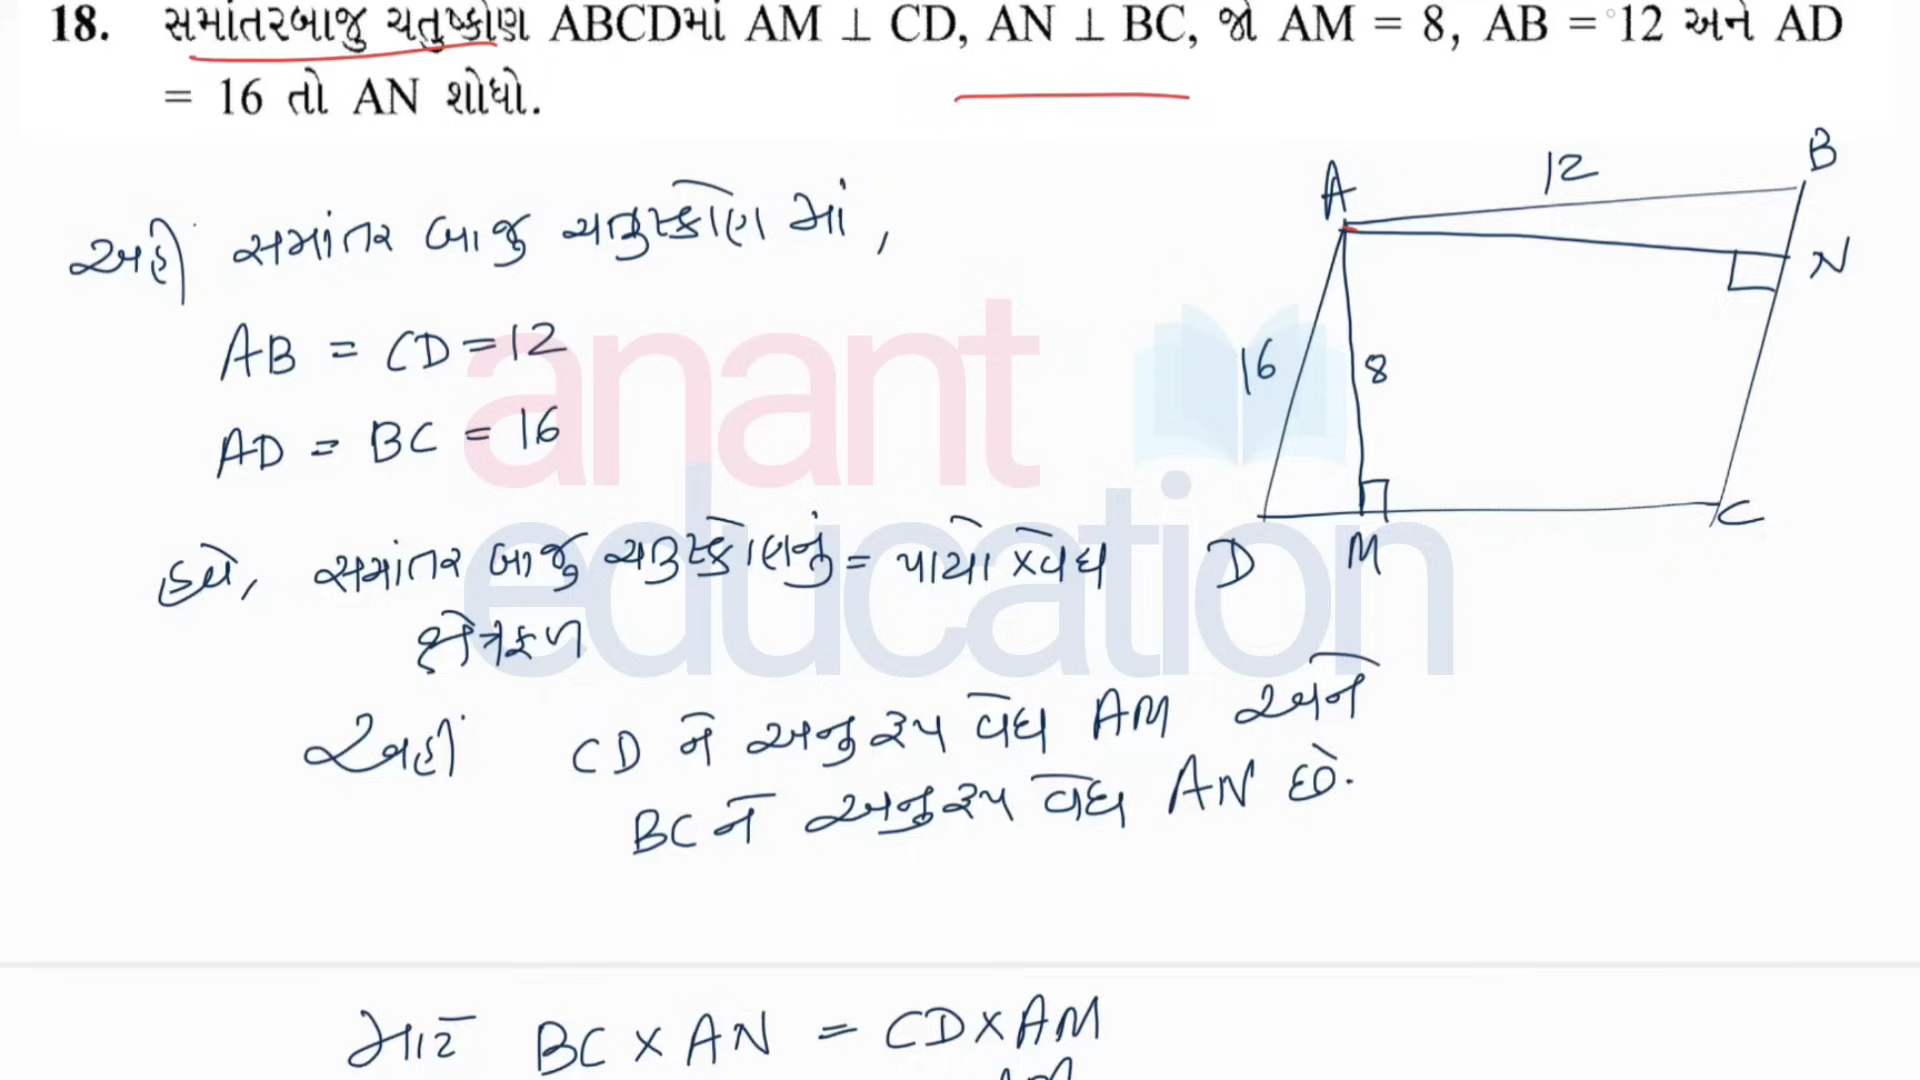 18. સમાંતરબાજુ ચતુષ્કોણ ABCDમાં AM ⊥ CD, AN ⊥ BC, જો AM = 8, AB = 12 અને AD
= 16 તો AN શોધો.
અહીં સમાંતર બાજુ ચતુષ્કોણ માં,
AB = CD = 12
AD = BC = 16
હવે, સમાંતર બાજુ ચતુષ્કોણનું = પાયો × વેધ
ક્ષેત્રફળ
અહીં CD ને અનુરૂપ વેધ AM અને
BC ને અનુરૂપ વેધ AN છે.
માટે BC × AN = CD × AM
A
12
B
N
16
8
D
M
C
anant
education